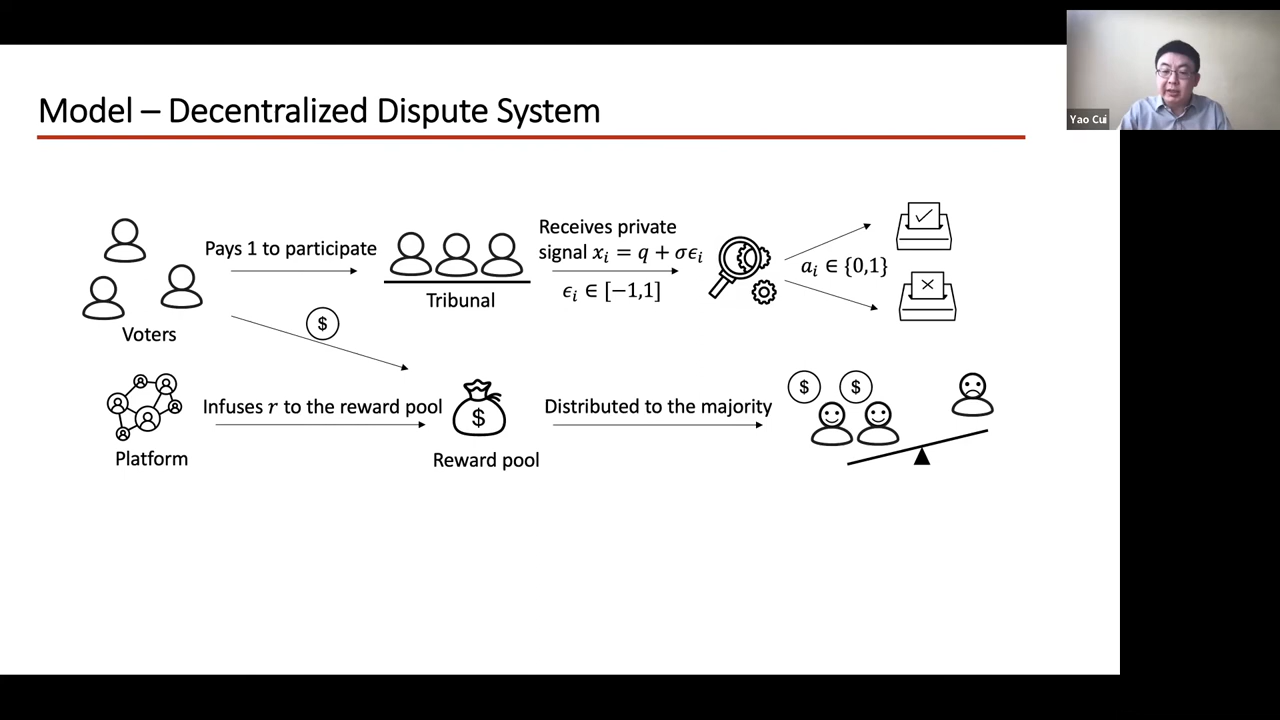 Yao Cui
Model – Decentralized Dispute System
Pays 1 to participate
Receives private
signal xᵢ = q + σϵᵢ
ϵᵢ ∈ [−1,1]
aᵢ ∈ {0,1}
Tribunal
Voters
$
$ $
Infuses r to the reward pool
$
Distributed to the majority
Platform
Reward pool